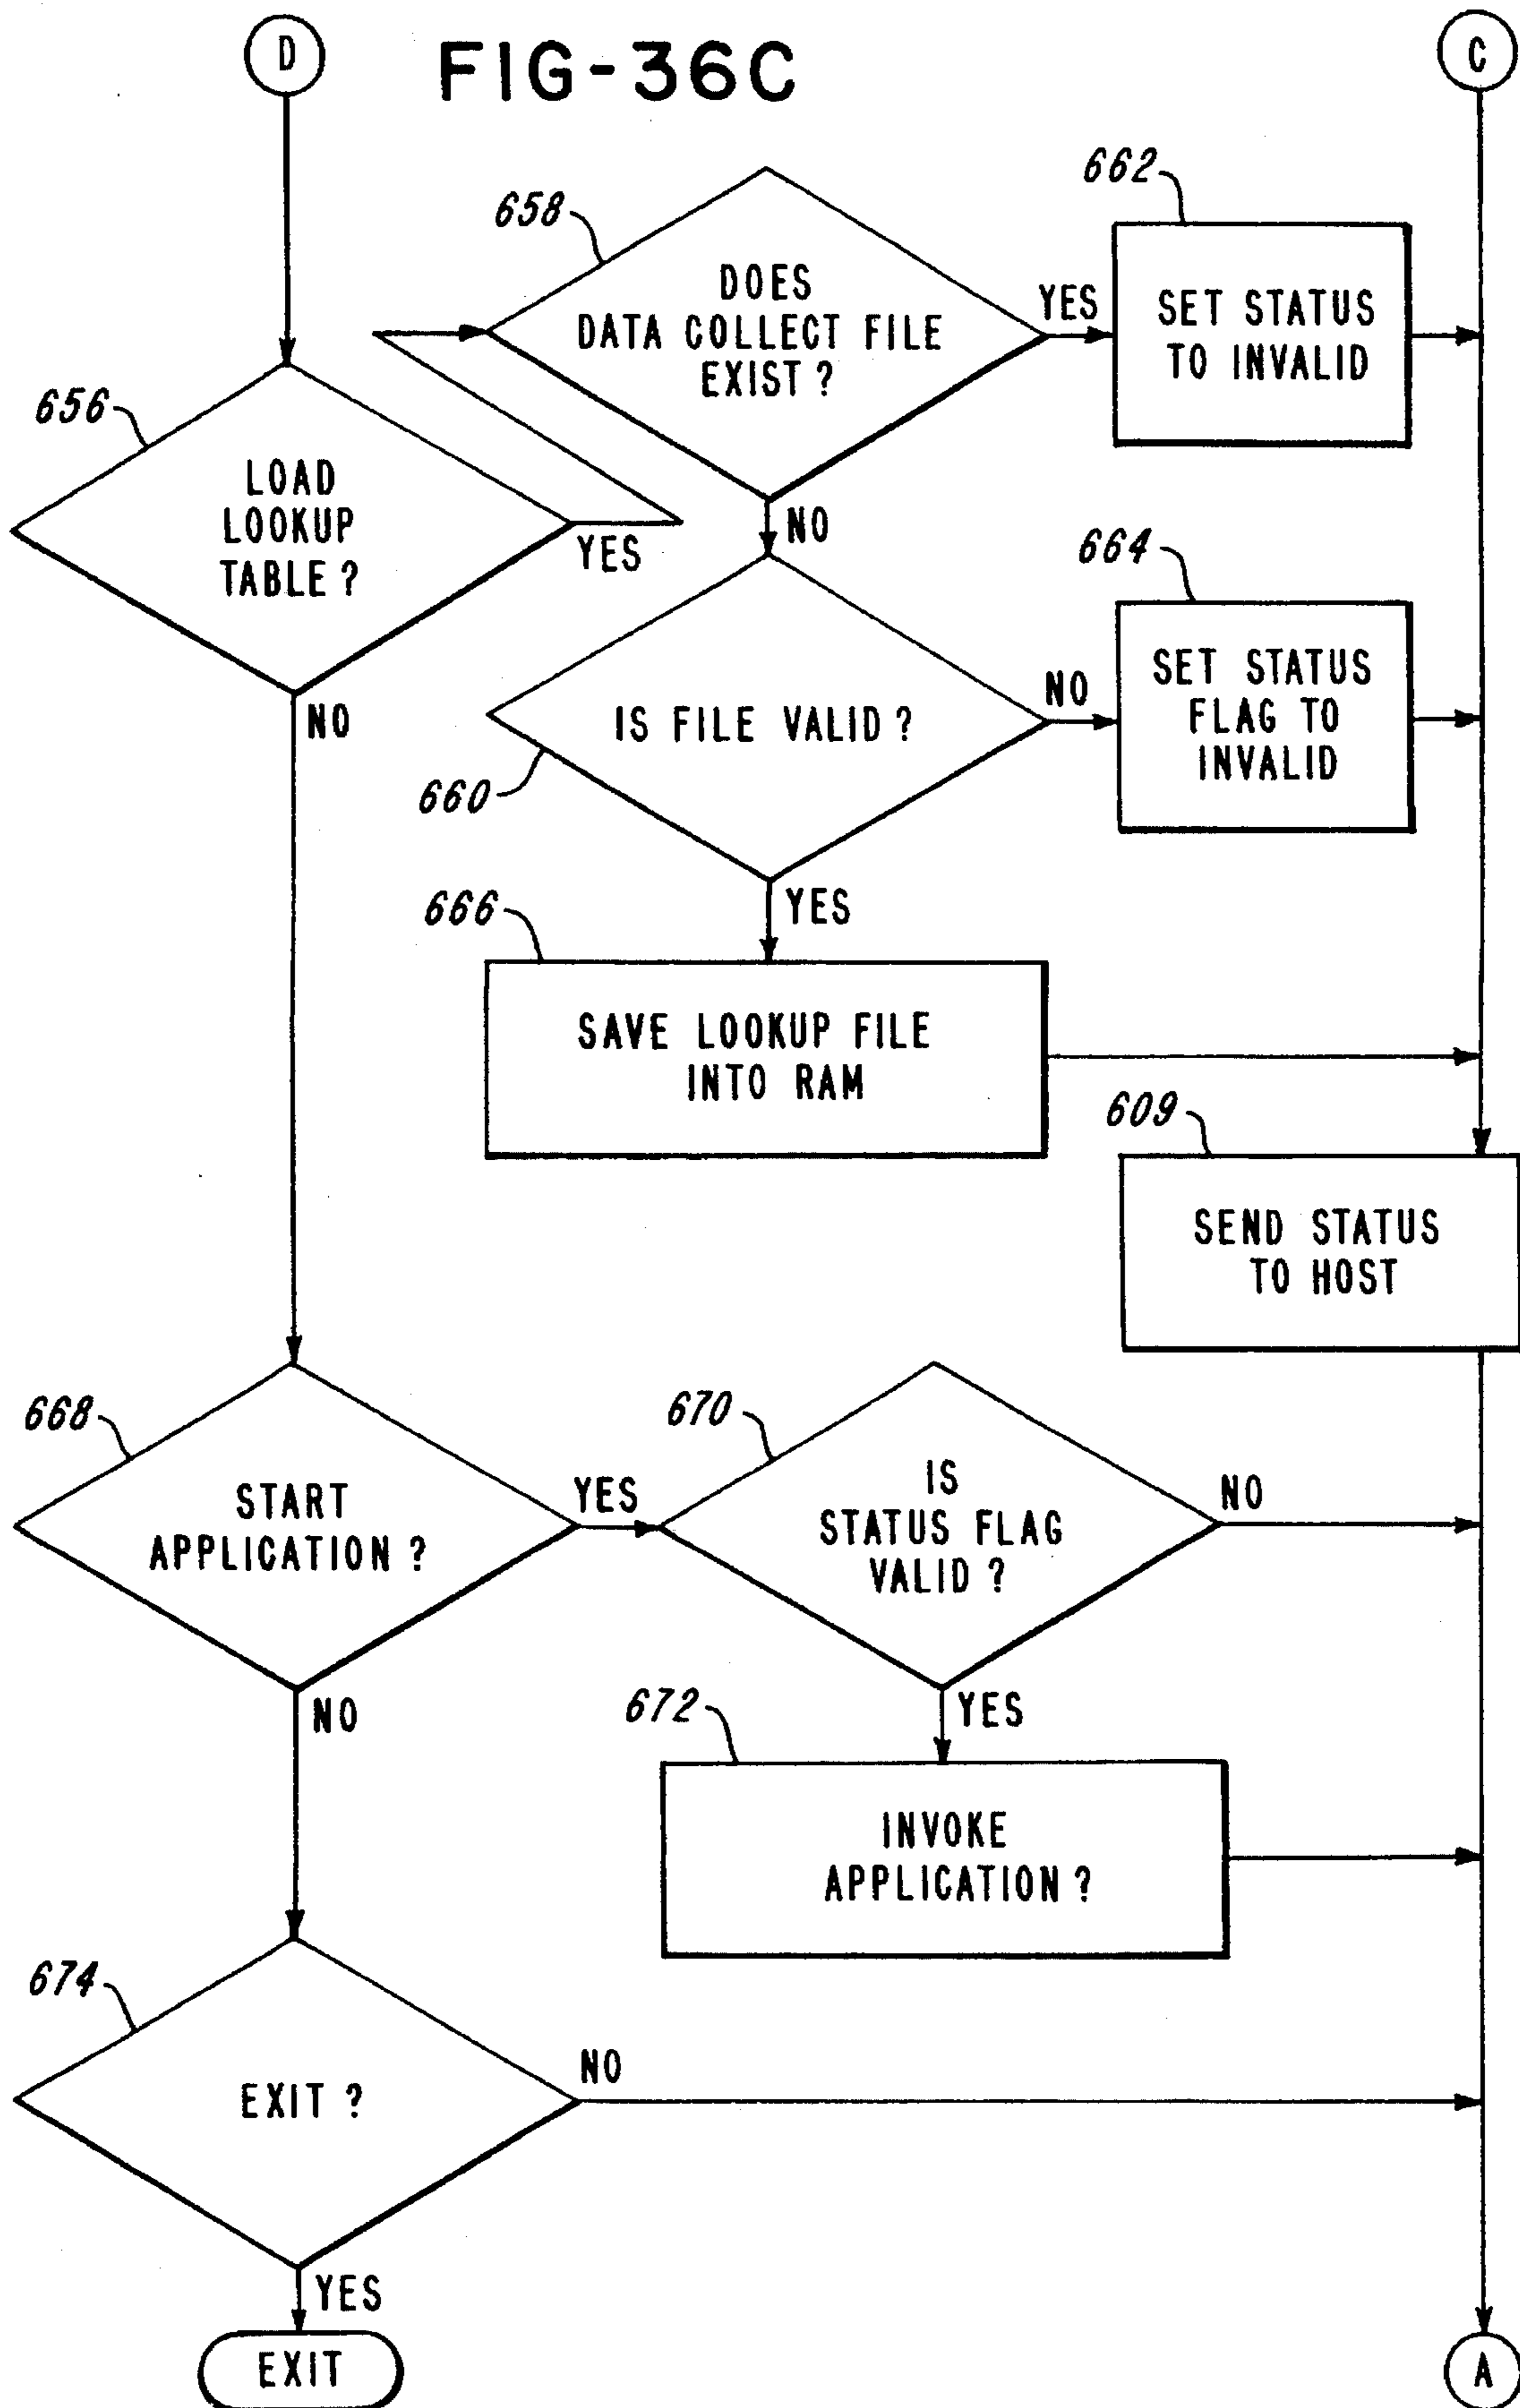 D
FIG-36C
C
662
658
DOES
DATA COLLECT FILE
EXIST ?
YES
SET STATUS
TO INVALID
656
LOAD
LOOKUP
TABLE ?
YES
NO
NO
664
IS FILE VALID ?
NO
SET STATUS
FLAG TO
INVALID
660
YES
666
SAVE LOOKUP FILE
INTO RAM
609
SEND STATUS
TO HOST
668
START
APPLICATION ?
YES
670
IS
STATUS FLAG
VALID ?
NO
NO
YES
672
INVOKE
APPLICATION ?
674
EXIT ?
NO
YES
EXIT
A